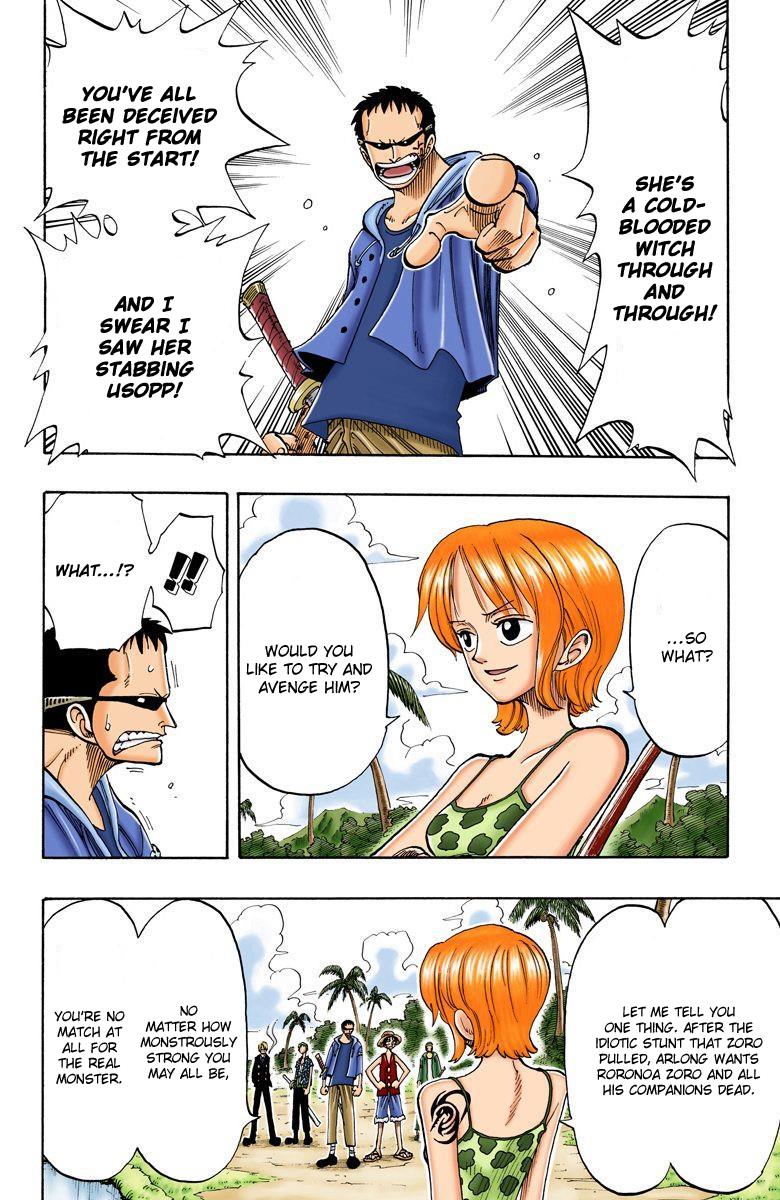 SHE'S
A COLD-
BLOODED
WITCH
THROUGH
AND
THROUGH!
YOU'VE ALL
BEEN DECEIVED
RIGHT FROM
THE START!
AND I
SWEAR I
SAW HER
STABBING
USOPP!
...SO
WHAT?
WOULD YOU
LIKE TO TRY AND
AVENGE HIM?
!!
WHAT...!?
LET ME TELL YOU
ONE THING. AFTER THE
IDIOTIC STUNT THAT ZORO
PULLED, ARLONG WANTS
RORONOA ZORO AND ALL
HIS COMPANIONS DEAD.
NO
MATTER HOW
MONSTROUSLY
STRONG YOU
MAY ALL BE,
YOU'RE NO
MATCH AT
ALL FOR
THE REAL
MONSTER.